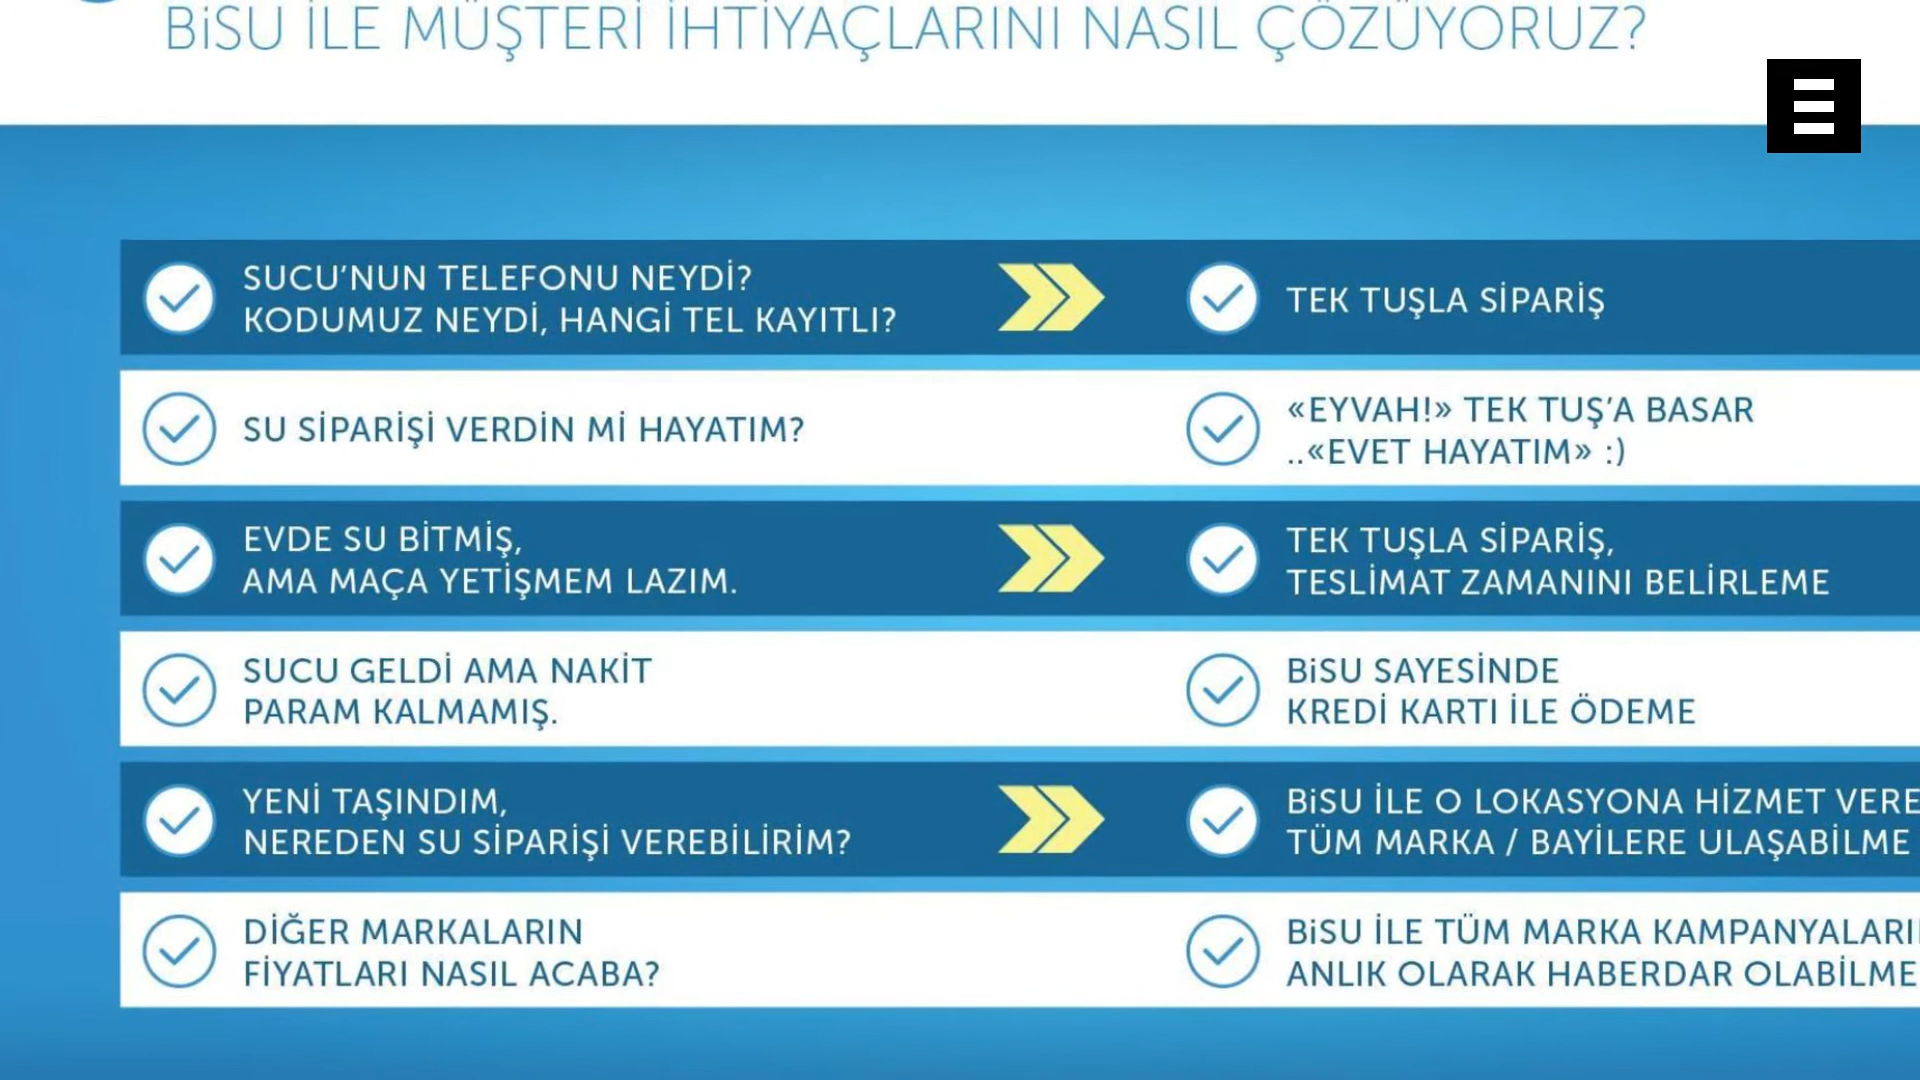 BiSU İLE MÜŞTERİ İHTİYAÇLARINI NASIL ÇÖZÜYORUZ?
SUCU'NUN TELEFONU NEYDİ?
KODUMUZ NEYDİ, HANGİ TEL KAYITLI?
TEK TUŞLA SİPARİŞ
SU SİPARİŞİ VERDİN Mİ HAYATIM?
«EYVAH!» TEK TUŞ'A BASAR
..«EVET HAYATIM» :)
EVDE SU BİTMİŞ,
AMA MAÇA YETİŞMEM LAZIM.
TEK TUŞLA SİPARİŞ,
TESLİMAT ZAMANINI BELİRLEME
SUCU GELDİ AMA NAKİT
PARAM KALMAMIŞ.
BiSU SAYESİNDE
KREDİ KARTI İLE ÖDEME
YENİ TAŞINDIM,
NEREDEN SU SİPARİŞİ VEREBİLİRİM?
BiSU İLE O LOKASYONA HİZMET VERE
TÜM MARKA / BAYİLERE ULAŞABİLME
DİĞER MARKALARIN
FİYATLARI NASIL ACABA?
BiSU İLE TÜM MARKA KAMPANYALARI
ANLIK OLARAK HABERDAR OLABİLME